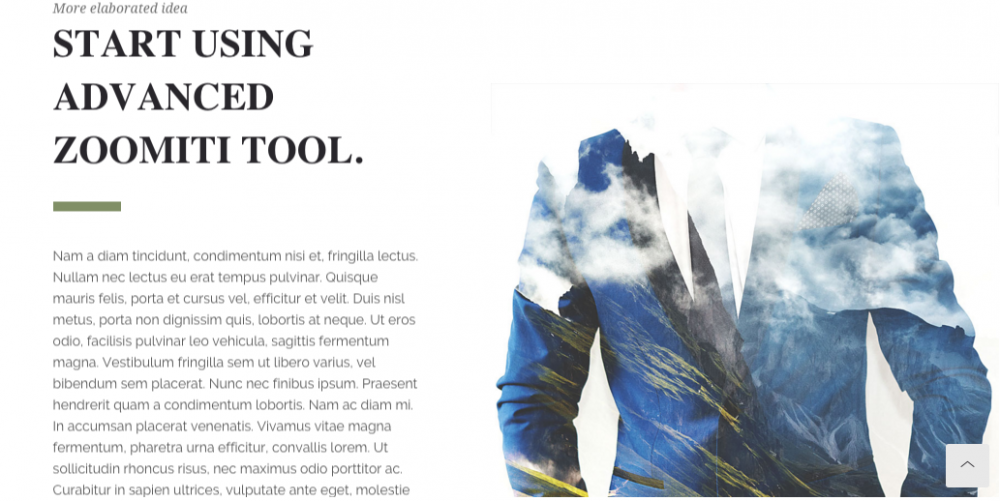 More elaborated idea
START USING
ADVANCED
ZOOMITI TOOL.
Nam a diam tincidunt, condimentum nisi et, fringilla lectus.
Nullam nec lectus eu erat tempus pulvinar. Quisque
mauris felis, porta et cursus vel, efficitur et velit. Duis nisl
metus, porta non dignissim quis, lobortis at neque. Ut eros
odio, facilisis pulvinar leo vehicula, sagittis fermentum
magna. Vestibulum fringilla sem ut libero varius, vel
bibendum sem placerat. Nunc nec finibus ipsum. Praesent
hendrerit quam a condimentum lobortis. Nam ac diam mi.
In accumsan placerat venenatis. Vivamus vitae magna
fermentum, pharetra urna efficitur, convallis lorem. Ut
sollicitudin rhoncus risus, nec maximus odio porttitor ac.
Curabitur in sapien ultrices, vulputate ante eget, molestie